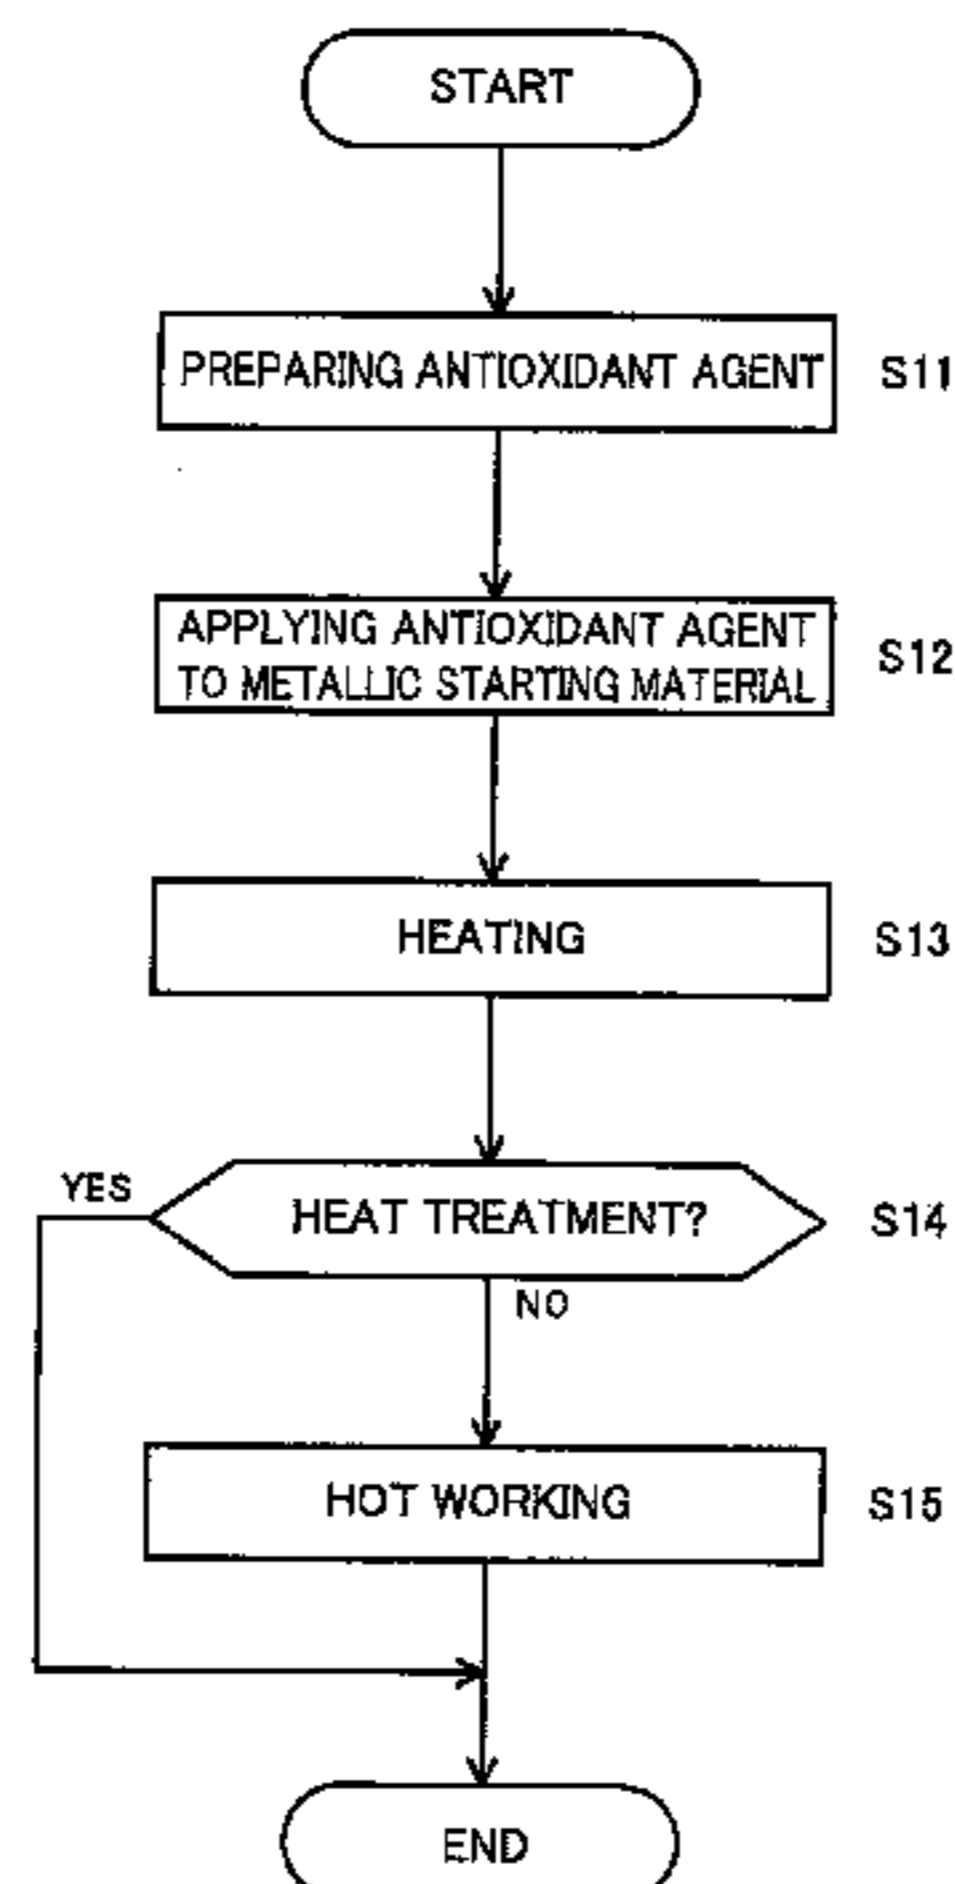 START
PREPARING ANTIOXIDANT AGENT
S11
APPLYING ANTIOXIDANT AGENT
TO METALLIC STARTING MATERIAL
S12
HEATING
S13
YES
HEAT TREATMENT?
S14
NO
HOT WORKING
S15
END